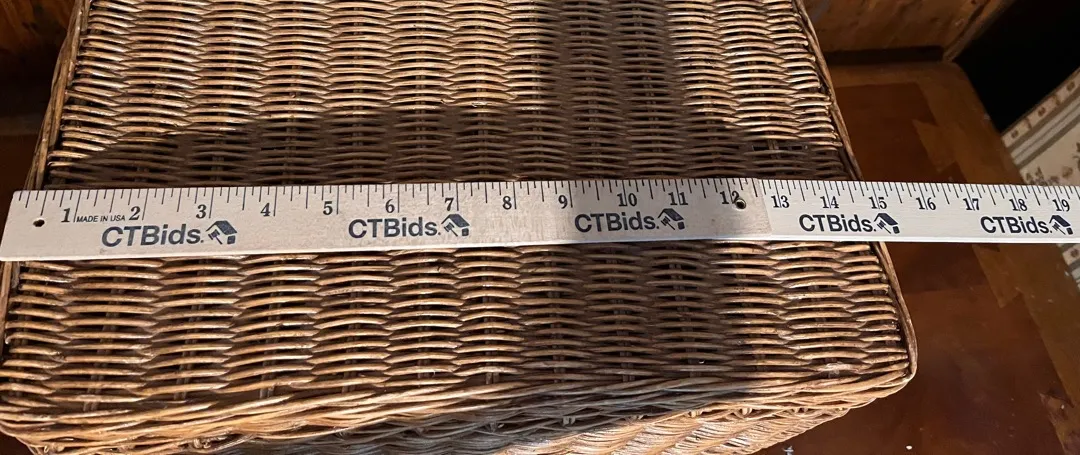 1 2 3 4 5 6 7 8 9 10 11 12 13 14 15 16 17 18 19
MADE IN USA
CTBids. CTBids. CTBids. CTBids. CTBids.